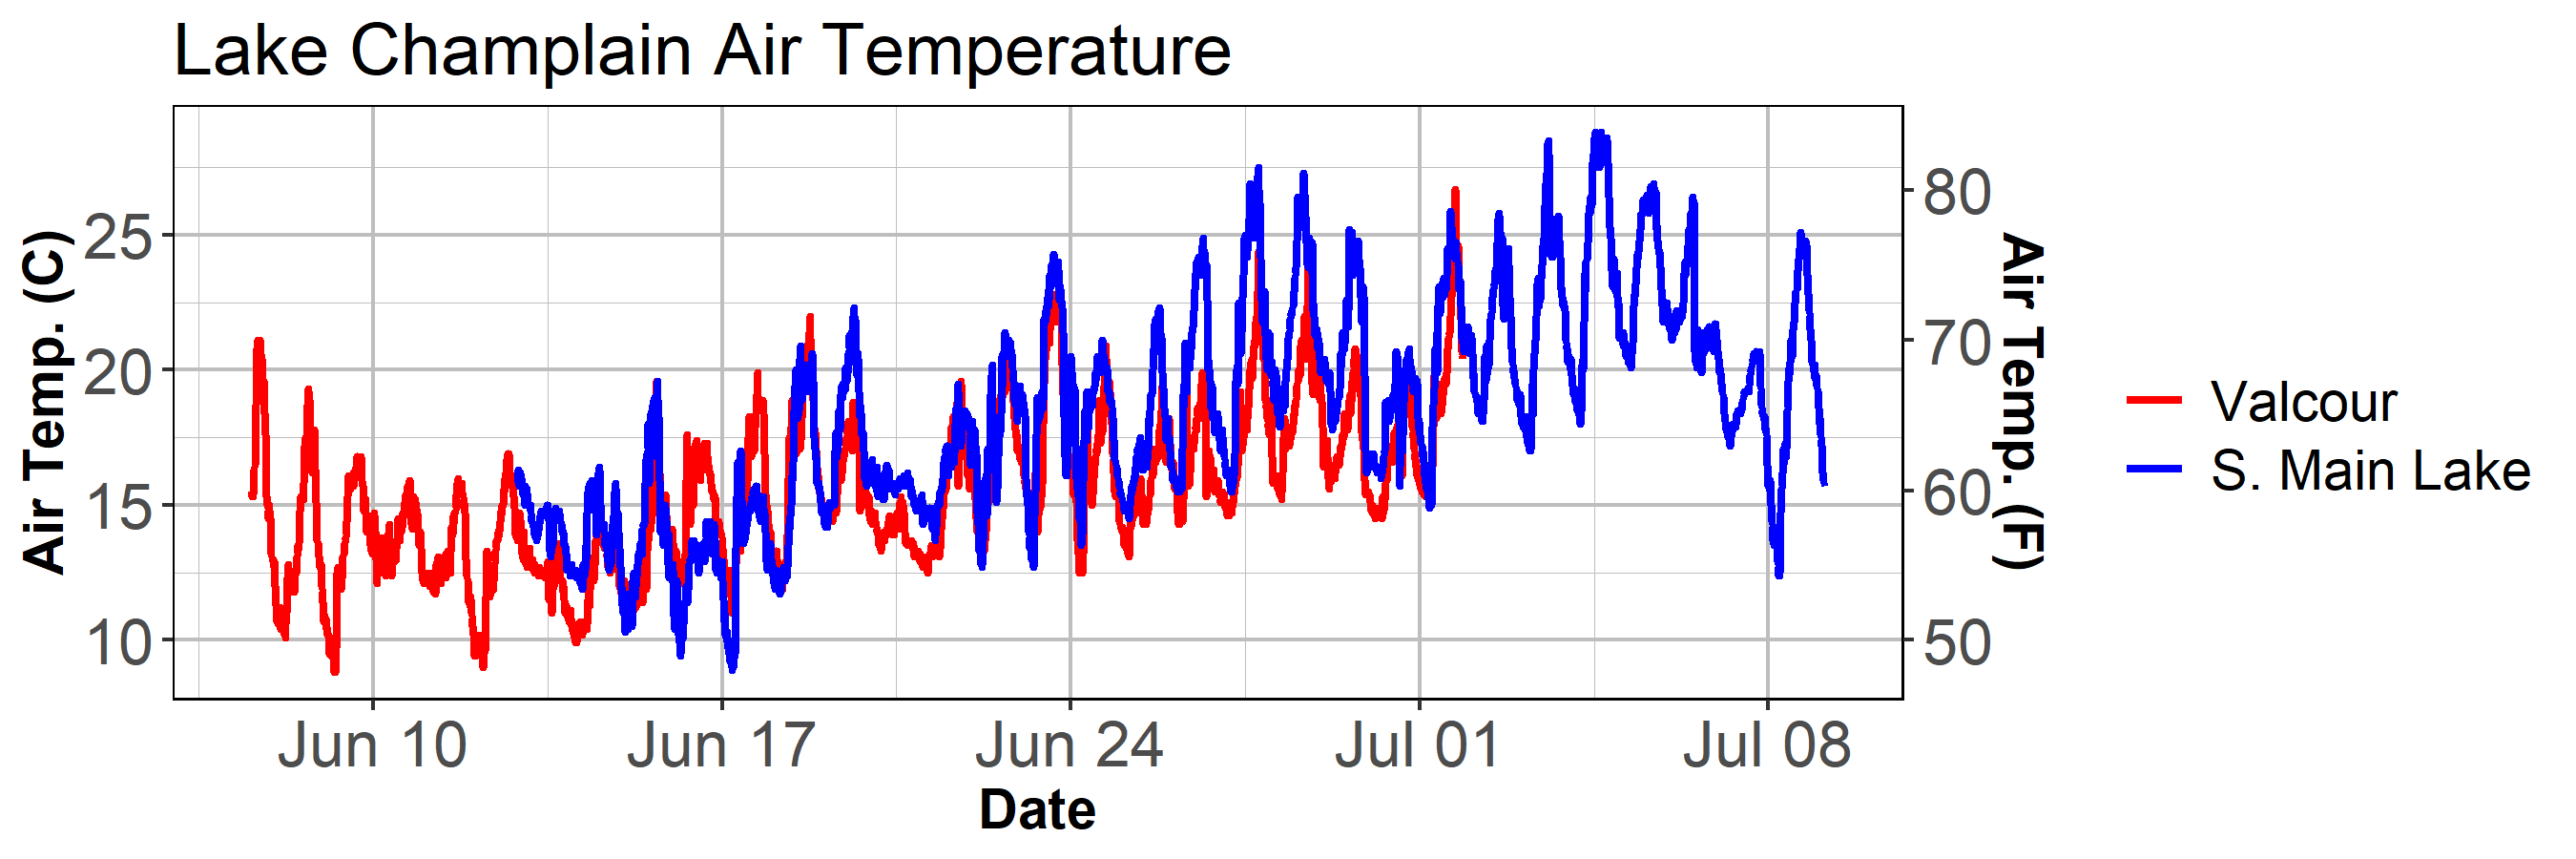 Lake Champlain Air Temperature
Air Temp. (C)
25
20
15
10
80
70
60
50
Air Temp. (F)
Jun 10
Jun 17
Jun 24
Jul 01
Jul 08
Date
Valcour
S. Main Lake